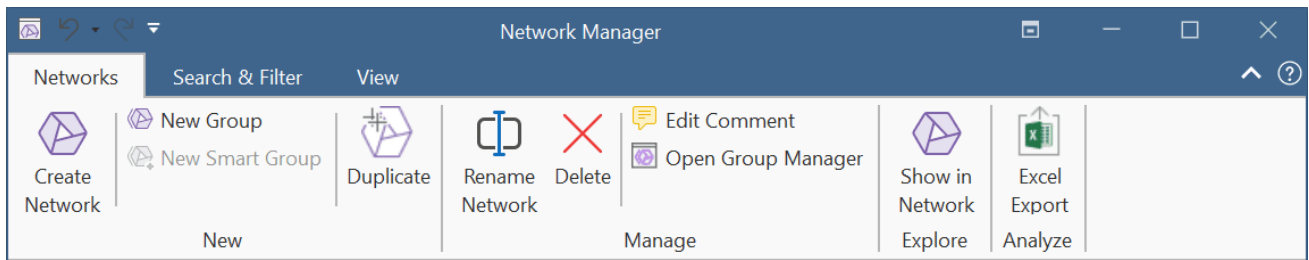 Network Manager
Networks
Search & Filter
View
Create
Network
New Group
New Smart Group
Duplicate
New
Rename
Network
Delete
Edit Comment
Open Group Manager
Manage
Show in
Network
Explore
Excel
Export
Analyze